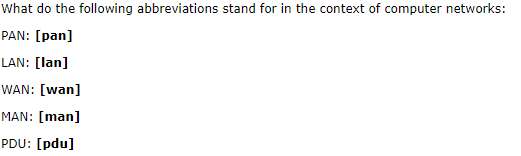 What do the following abbreviations stand for in the context of computer networks:
PAN: [pan]
LAN: [lan]
WAN: [wan]
MAN: [man]
PDU: [pdu]